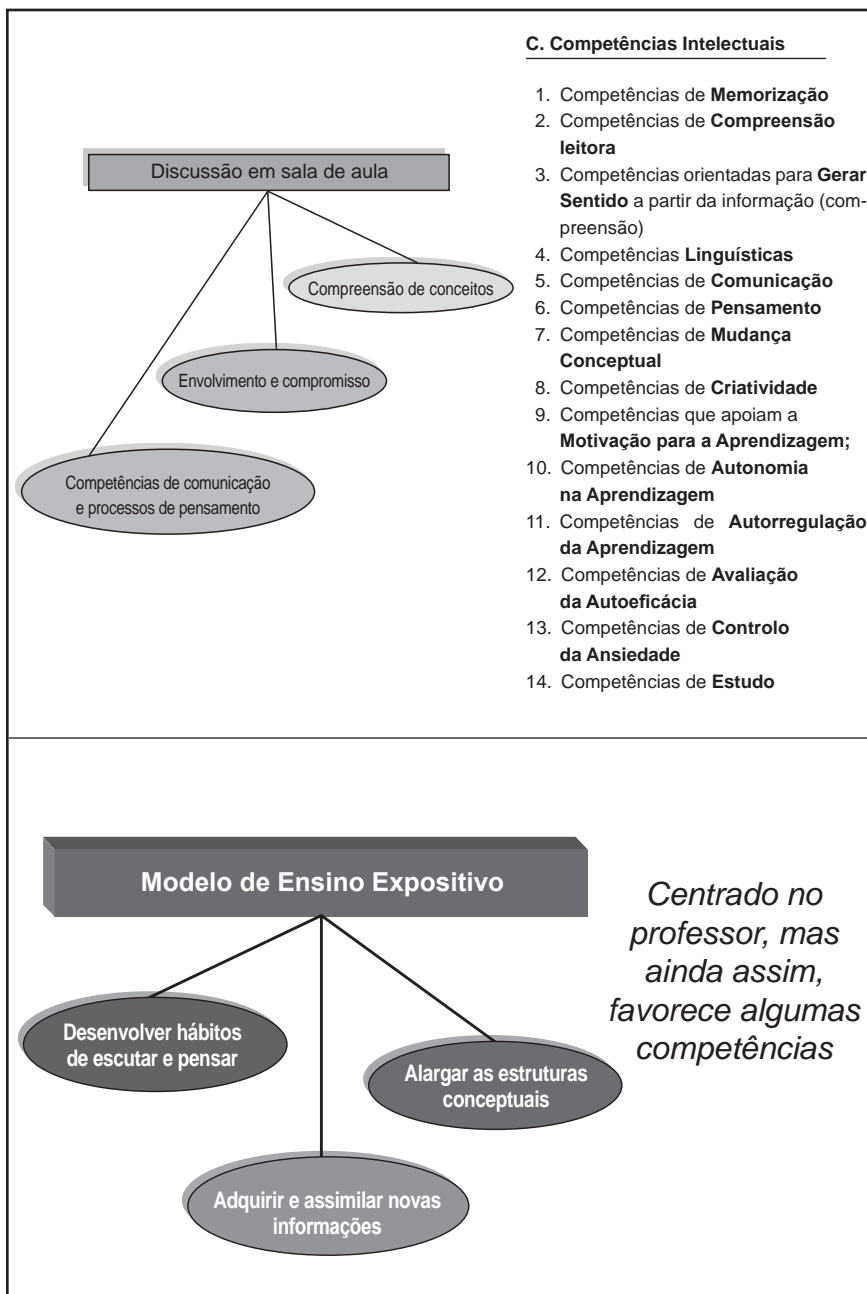 C. Competências Intelectuais
1. Competências de Memorização
2. Competências de Compreensão
leitora
3. Competências orientadas para Gerar
Sentido a partir da informação (com-
preensão)
4. Competências Linguísticas
5. Competências de Comunicação
6. Competências de Pensamento
7. Competências de Mudança
Conceptual
8. Competências de Criatividade
9. Competências que apoiam a
Motivação para a Aprendizagem;
10. Competências de Autonomia
na Aprendizagem
11. Competências de Autorregulação
da Aprendizagem
12. Competências de Avaliação
da Autoeficácia
13. Competências de Controlo
da Ansiedade
14. Competências de Estudo
Discussão em sala de aula
Compreensão de conceitos
Envolvimento e compromisso
Competências de comunicação
e processos de pensamento
Modelo de Ensino Expositivo
Desenvolver hábitos
de escutar e pensar
Alargar as estruturas
conceptuais
Adquirir e assimilar novas
informações
Centrado no
professor, mas
ainda assim,
favorece algumas
competências